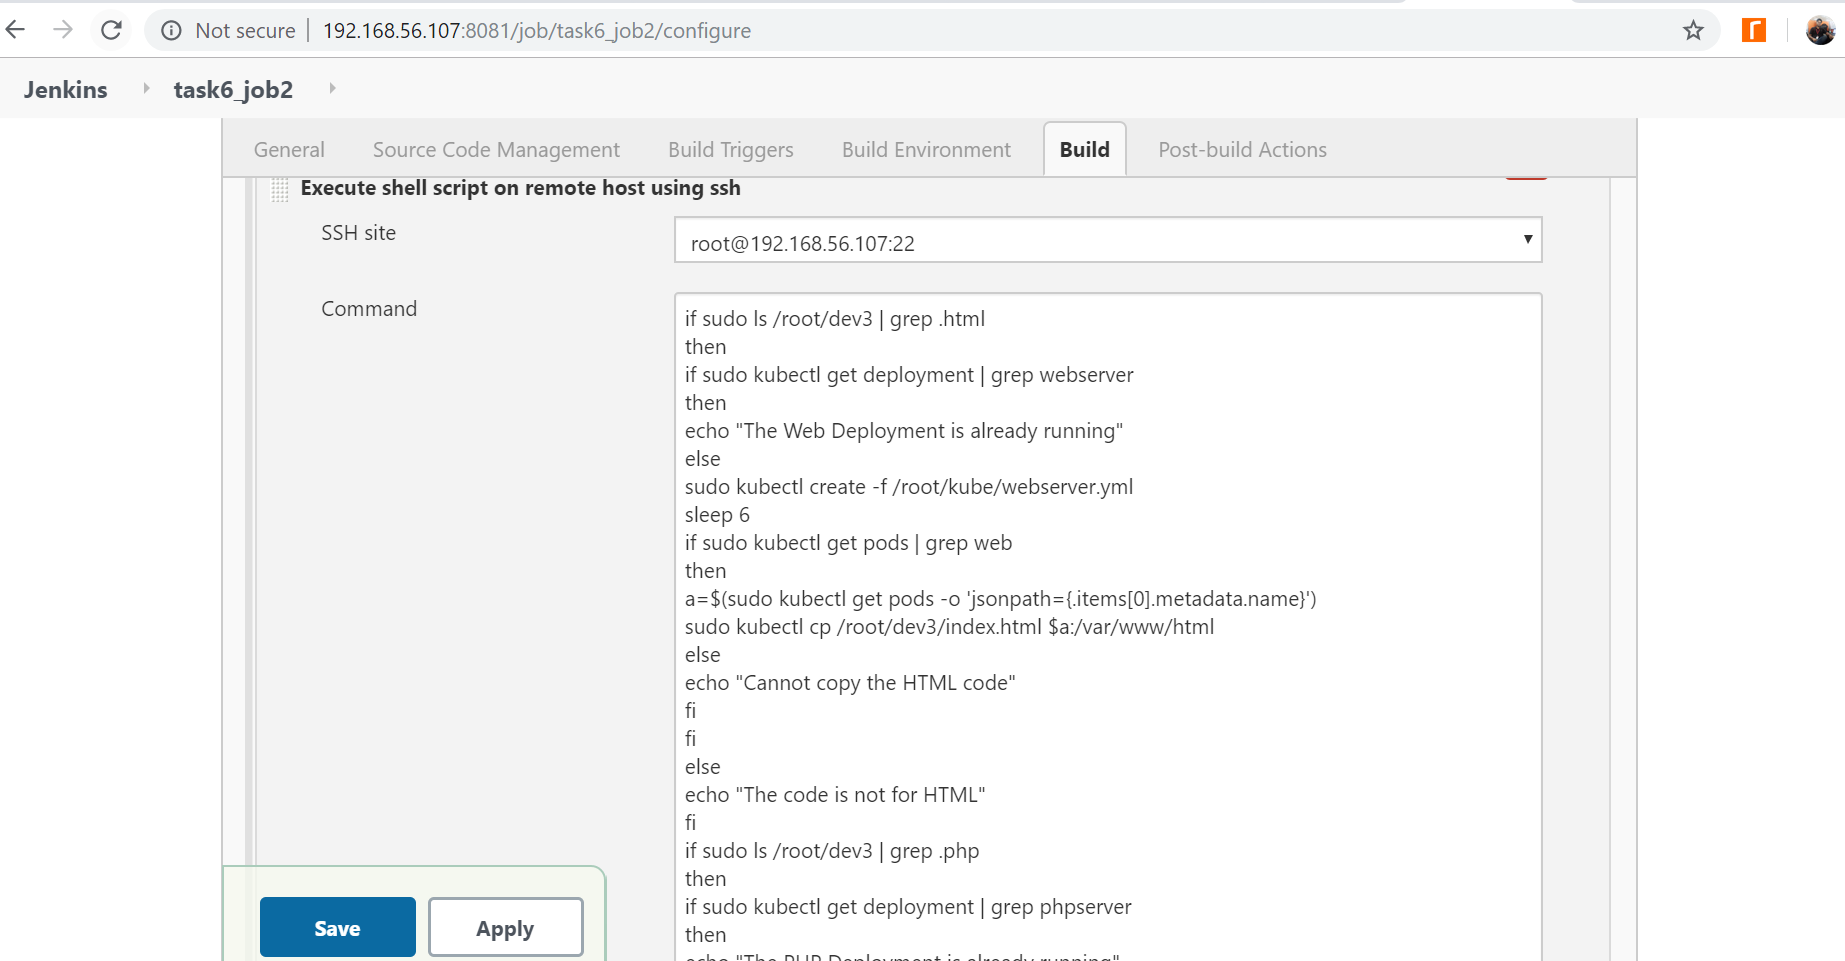 Not secure | 192.168.56.107:8081/job/task6_job2/configure
Jenkins task6_job2
General Source Code Management Build Triggers Build Environment Build Post-build Actions
Execute shell script on remote host using ssh
SSH site
root@192.168.56.107:22
Command
if sudo ls /root/dev3 | grep .html
then
if sudo kubectl get deployment | grep webserver
then
echo "The Web Deployment is already running"
else
sudo kubectl create -f /root/kube/webserver.yml
sleep 6
if sudo kubectl get pods | grep web
then
a=$(sudo kubectl get pods -o 'jsonpath={.items[0].metadata.name}')
sudo kubectl cp /root/dev3/index.html $a:/var/www/html
else
echo "Cannot copy the HTML code"
fi
fi
else
echo "The code is not for HTML"
fi
if sudo ls /root/dev3 | grep .php
then
if sudo kubectl get deployment | grep phpserver
then
echo "The PHP Deployment is already running"
Save Apply